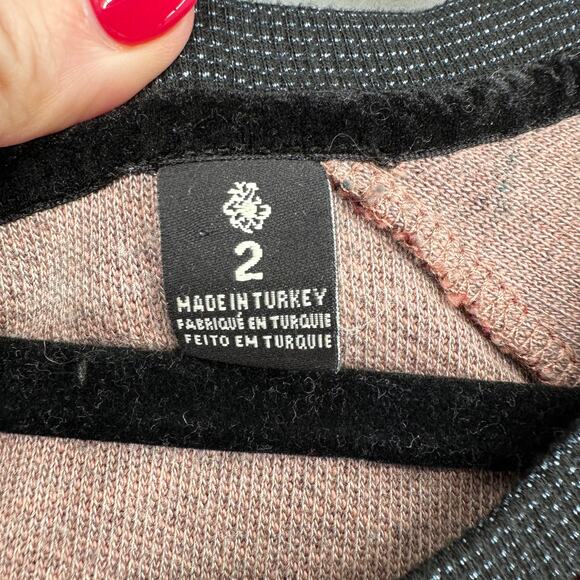 2
MADE IN TURKEY
FABRIQUÉ EN TURQUIE
FEITO EM TURQUIE